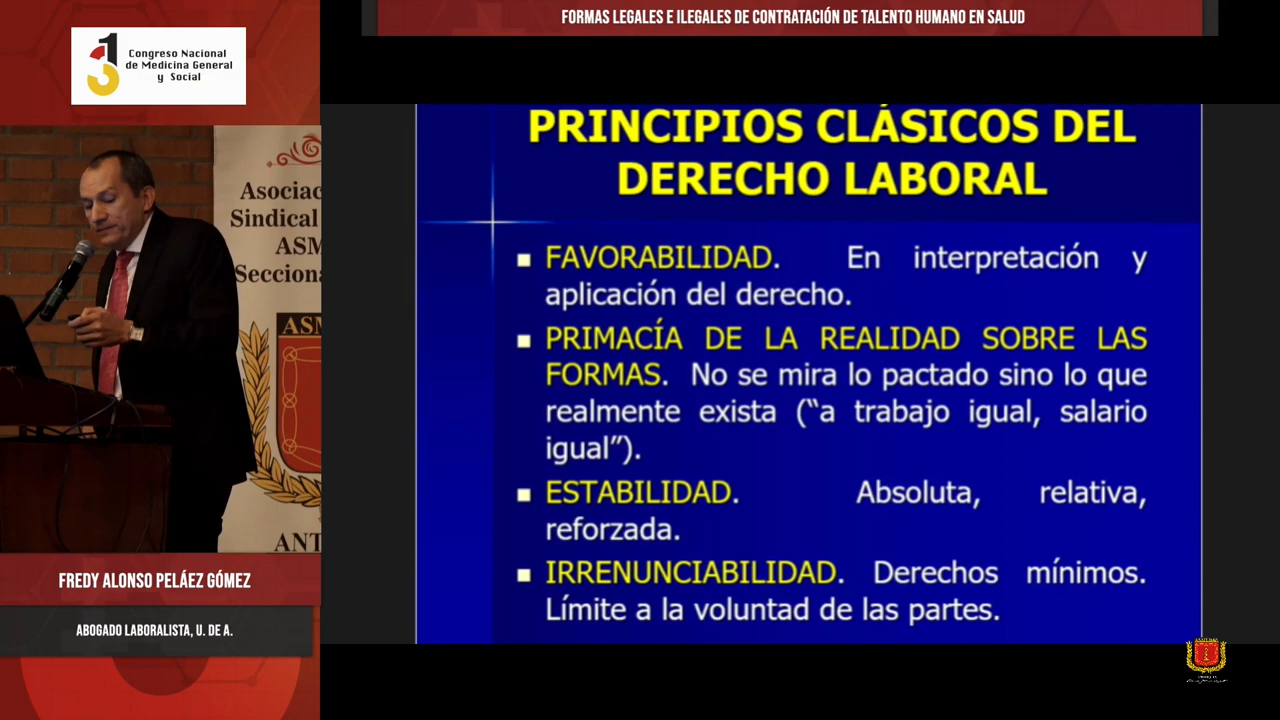 FORMAS LEGALES E ILEGALES DE CONTRATACIÓN DE TALENTO HUMANO EN SALUD
13
Congreso Nacional
de Medicina General
y Social
Asociac
Sindical
ASM
Secciona
ASM
ANT
FREDY ALONSO PELÁEZ GÓMEZ
ABOGADO LABORALISTA, U. DE A.
PRINCIPIOS CLÁSICOS DEL
DERECHO LABORAL
FAVORABILIDAD. En interpretación y
aplicación del derecho.
PRIMACÍA DE LA REALIDAD SOBRE LAS
FORMAS. No se mira lo pactado sino lo que
realmente exista (“a trabajo igual, salario
igual”).
ESTABILIDAD. Absoluta, relativa,
reforzada.
IRRENUNCIABILIDAD. Derechos mínimos.
Límite a la voluntad de las partes.